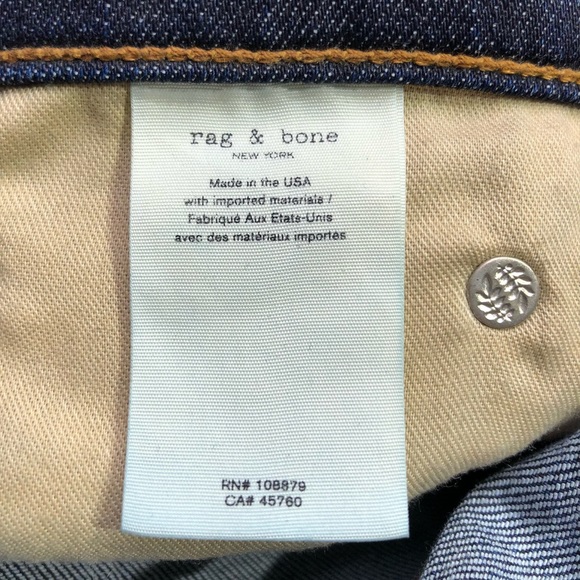 rag & bone
NEW YORK
Made in the USA
with imported materials /
Fabriqué Aux Etats-Unis
avec des matériaux importés
RN# 108879
CA# 45760